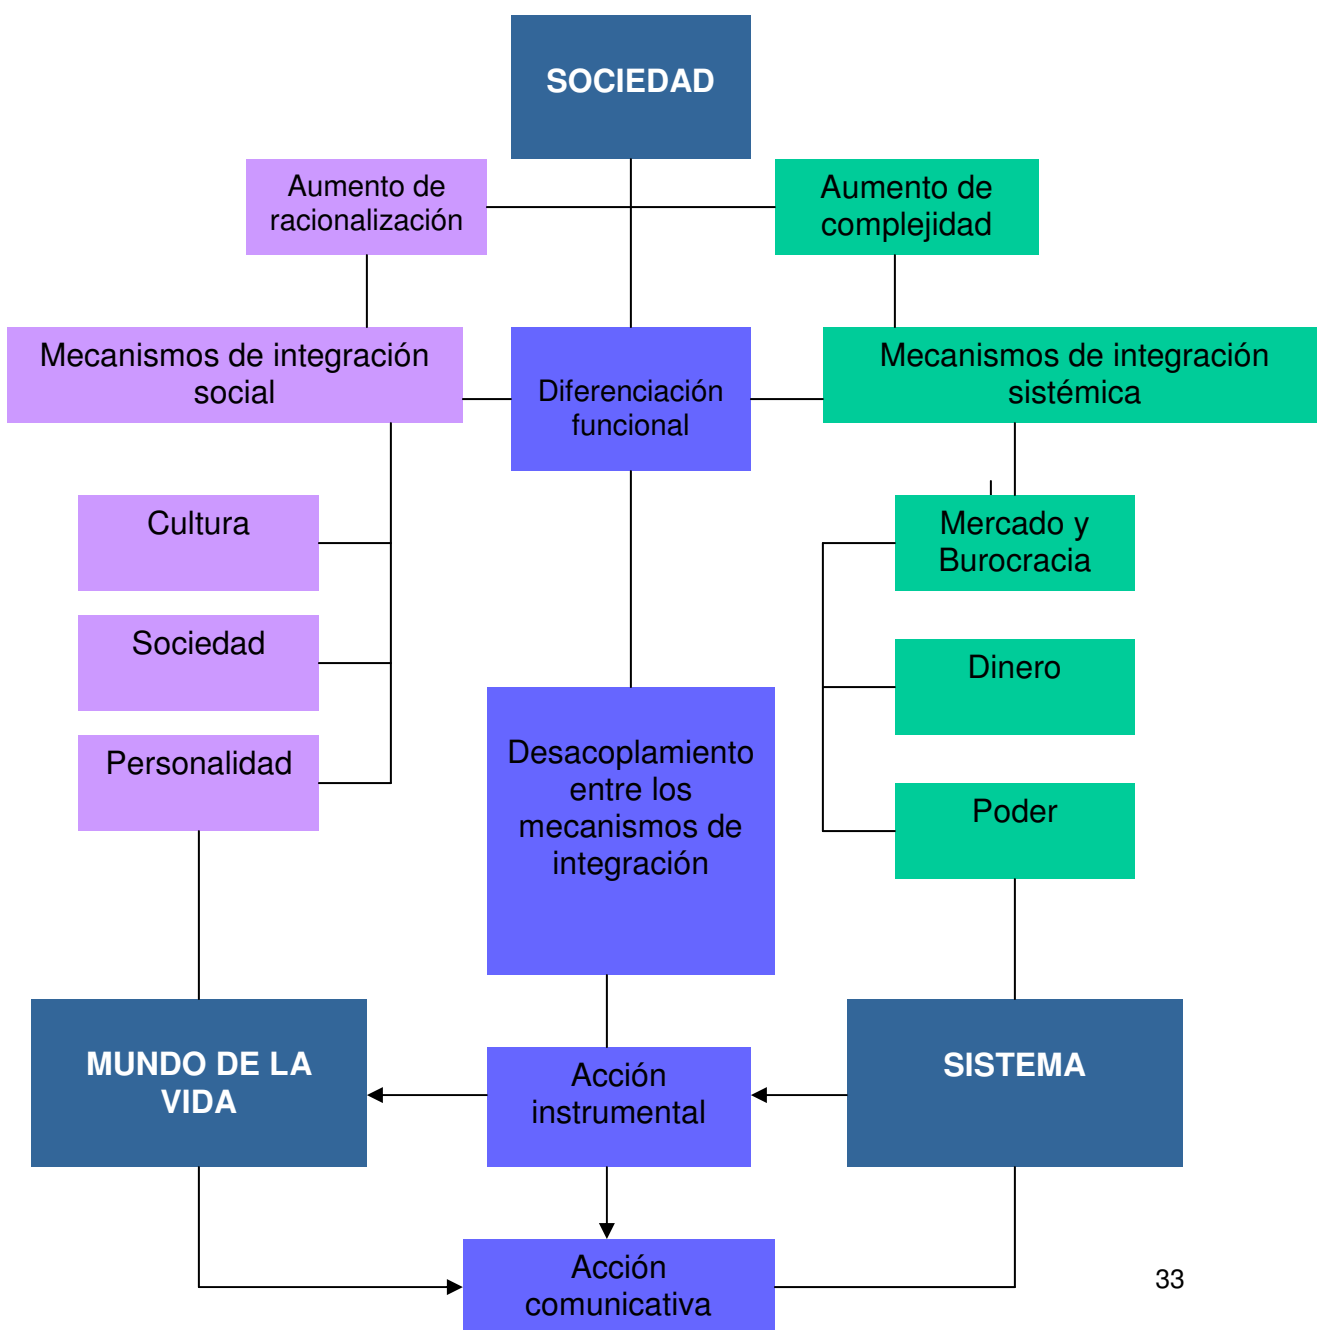 SOCIEDAD
Aumento de
racionalización
Aumento de
complejidad
Mecanismos de integración
social
Diferenciación
funcional
Mecanismos de integración
sistémica
Cultura
Sociedad
Personalidad
Mercado y
Burocracia
Dinero
Poder
Desacoplamiento
entre los
mecanismos de
integración
MUNDO DE LA
VIDA
Acción
instrumental
SISTEMA
Acción
comunicativa
33